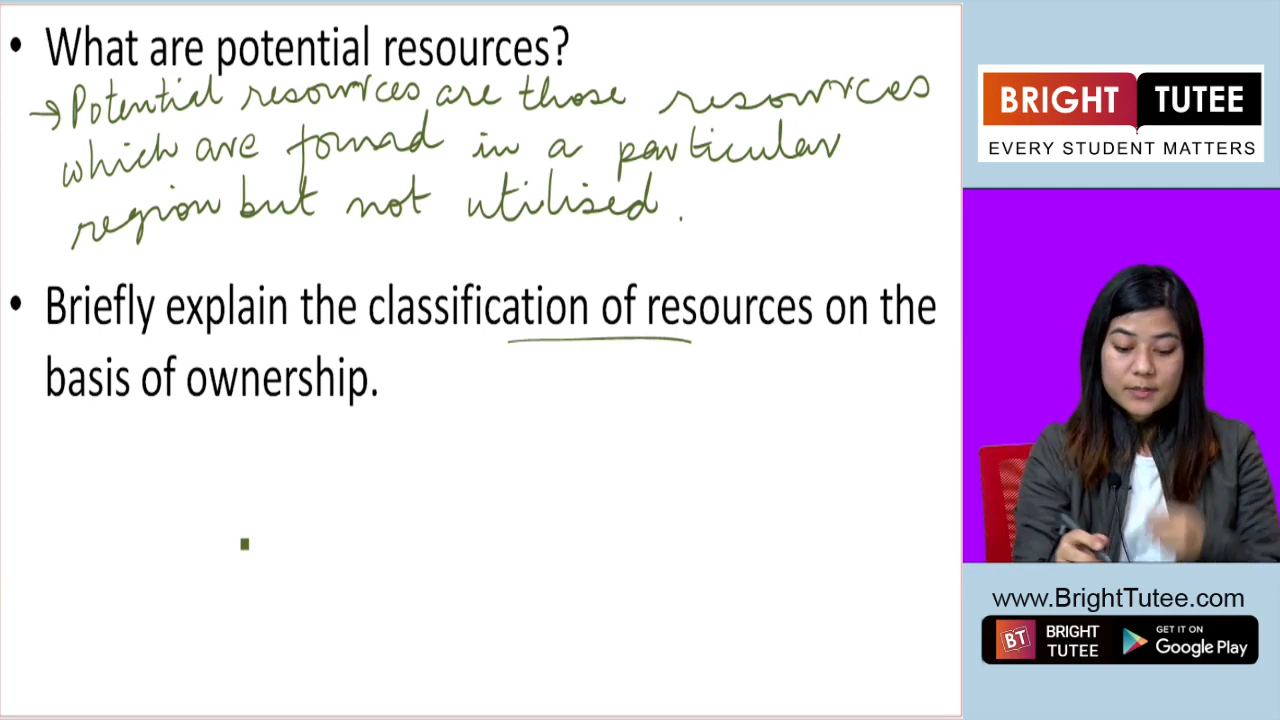 • What are potential resources?
→ Potential resources are those resources
which are found in a particular
region but not utilised.
• Briefly explain the classification of resources on the
basis of ownership.
BRIGHT TUTEE
EVERY STUDENT MATTERS
www.BrightTutee.com
BT
BRIGHT
TUTEE
GET IT ON
Google Play